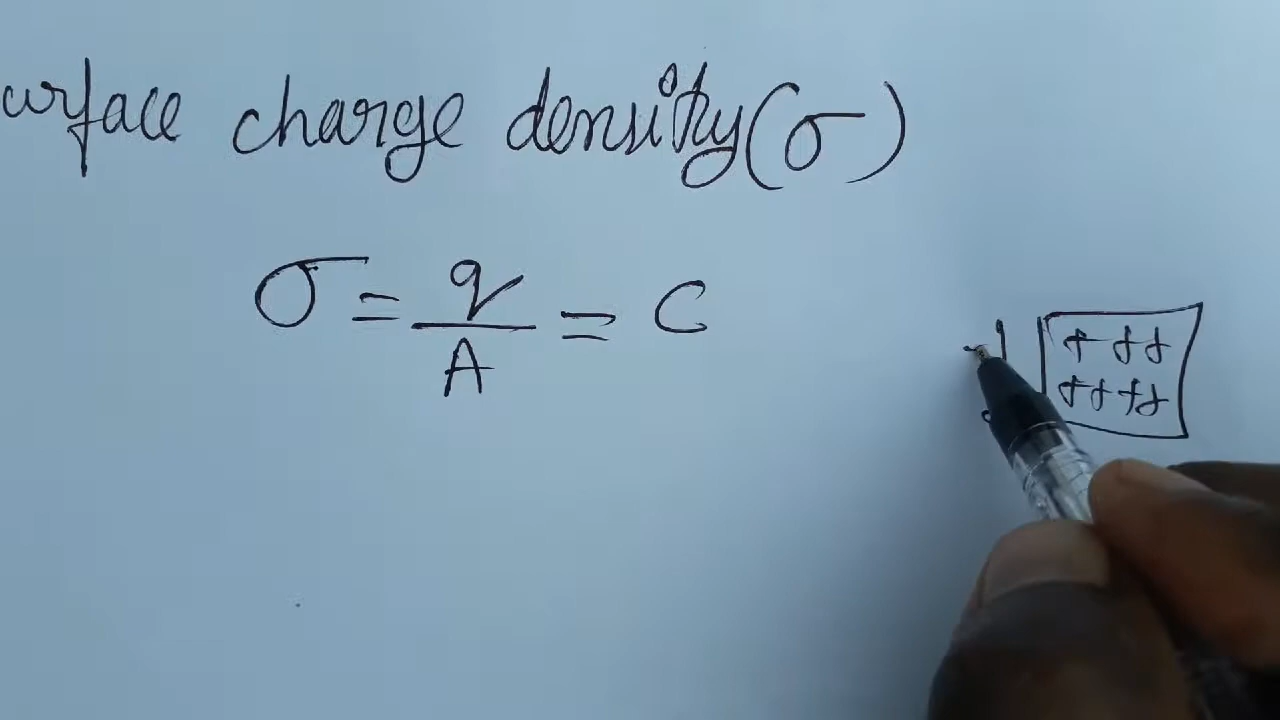 urface charge density (σ)
σ = q/A = C
+ + +
+ + + +